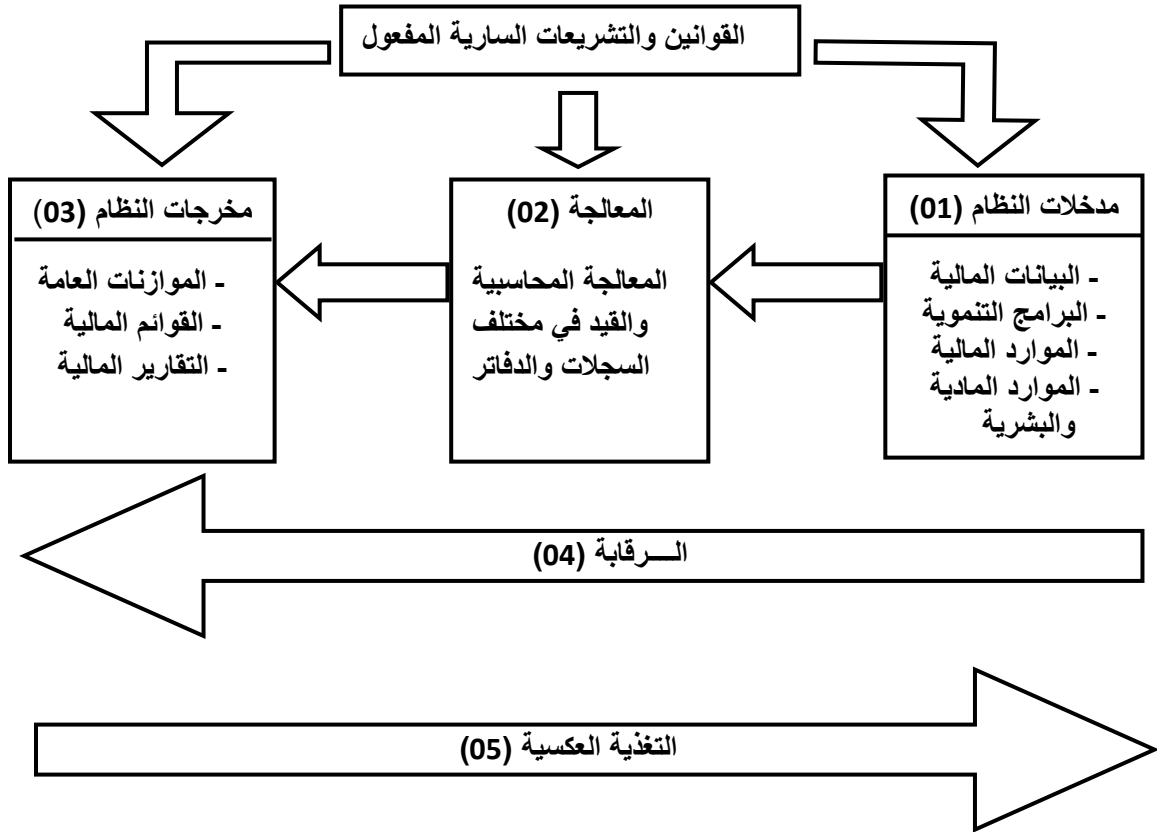 القوانين والتشريعات السارية المفعول
مدخلات النظام (01)
- البيانات المالية
- البرامج التنموية
- الموارد المالية
- الموارد المادية
والبشرية
المعالجة (02)
المعالجة المحاسبية
والقيد في مختلف
السجلات والدفاتر
مخرجات النظام (03)
- الموازنات العامة
- القوائم المالية
- التقارير المالية
الـــرقابة (04)
التغذية العكسية (05)